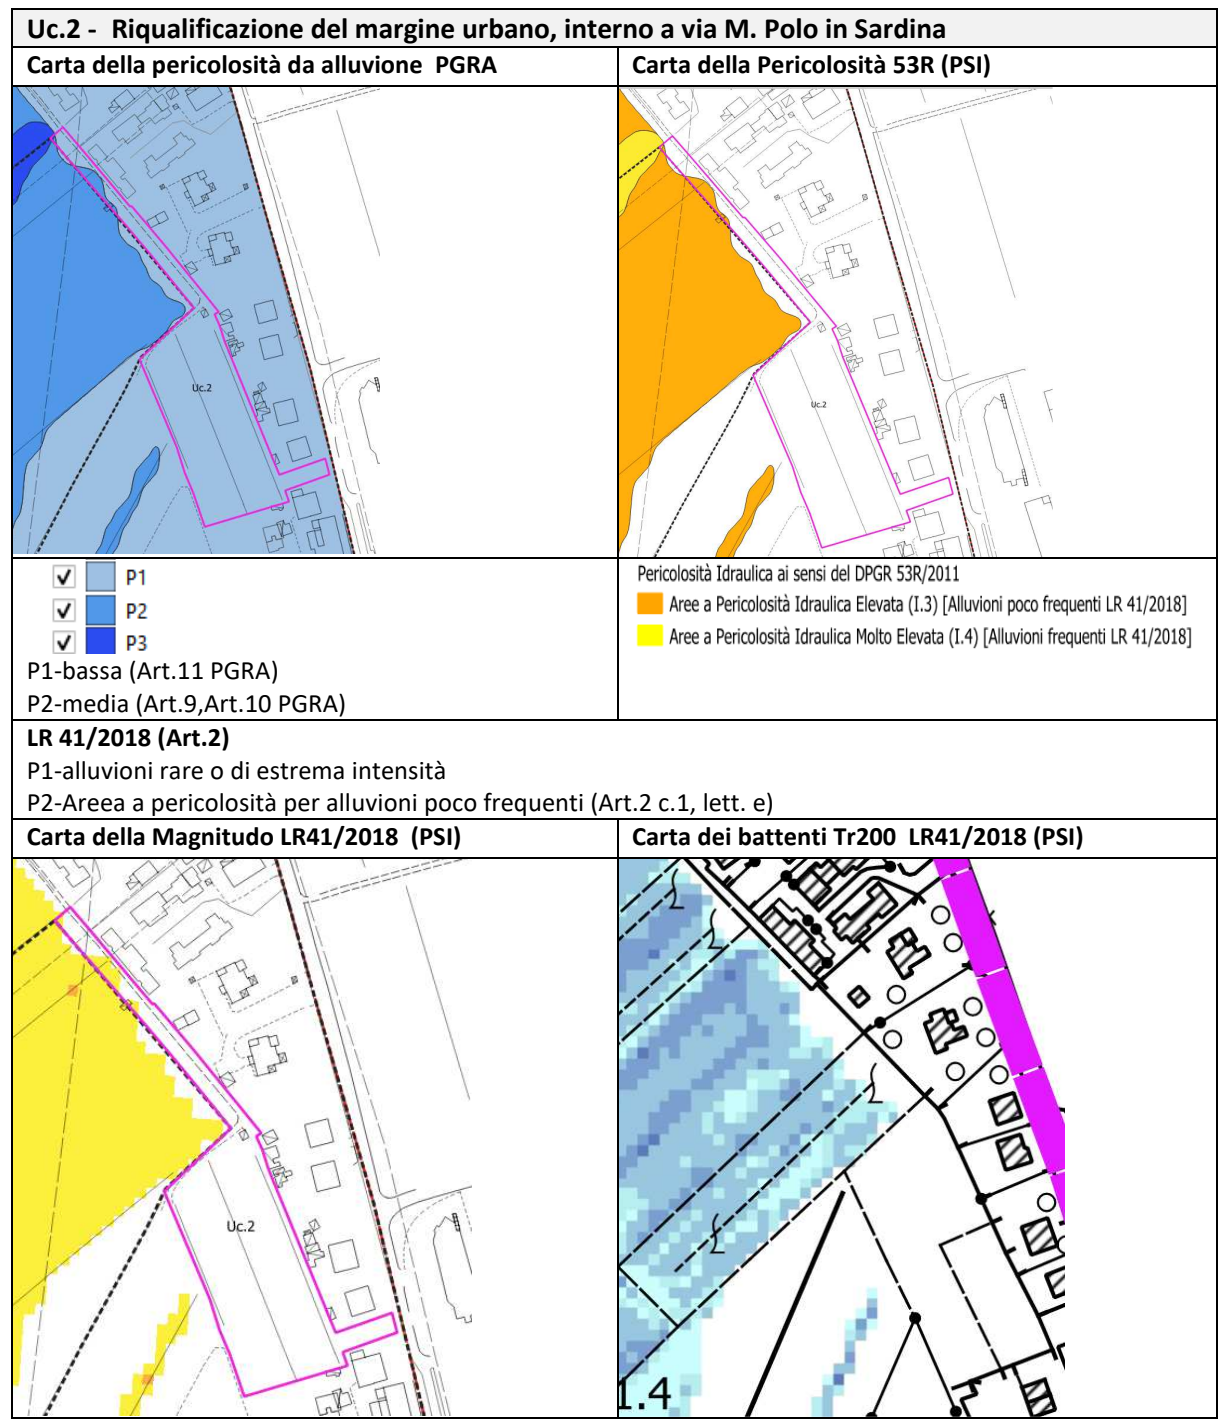 Uc.2 - Riqualificazione del margine urbano, interno a via M. Polo in Sardina
Carta della pericolosità da alluvione PGRA
Carta della Pericolosità 53R (PSI)
Uc.2
Uc.2
P1
P2
P3
P1-bassa (Art.11 PGRA)
P2-media (Art.9,Art.10 PGRA)
Pericolosità Idraulica ai sensi del DPGR 53R/2011
Aree a Pericolosità Idraulica Elevata (I.3) [Alluvioni poco frequenti LR 41/2018]
Aree a Pericolosità Idraulica Molto Elevata (I.4) [Alluvioni frequenti LR 41/2018]
LR 41/2018 (Art.2)
P1-alluvioni rare o di estrema intensità
P2-Areea a pericolosità per alluvioni poco frequenti (Art.2 c.1, lett. e)
Carta della Magnitudo LR41/2018 (PSI)
Carta dei battenti Tr200 LR41/2018 (PSI)
Uc.2
1.4